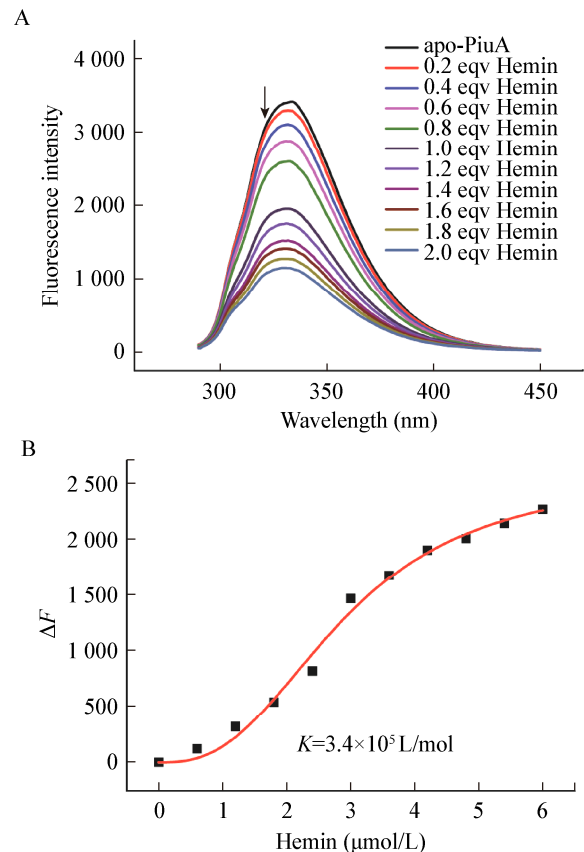 A
4 000
3 000
2 000
1 000
0
Fluorescence intensity
apo-PiuA
0.2 eqv Hemin
0.4 eqv Hemin
0.6 eqv Hemin
0.8 eqv Hemin
1.0 eqv Hemin
1.2 eqv Hemin
1.4 eqv Hemin
1.6 eqv Hemin
1.8 eqv Hemin
2.0 eqv Hemin
300 350 400 450
Wavelength (nm)
B
2 500
2 000
1 500
1 000
500
0
ΔF
K=3.4×10⁵ L/mol
0 1 2 3 4 5 6
Hemin (μmol/L)